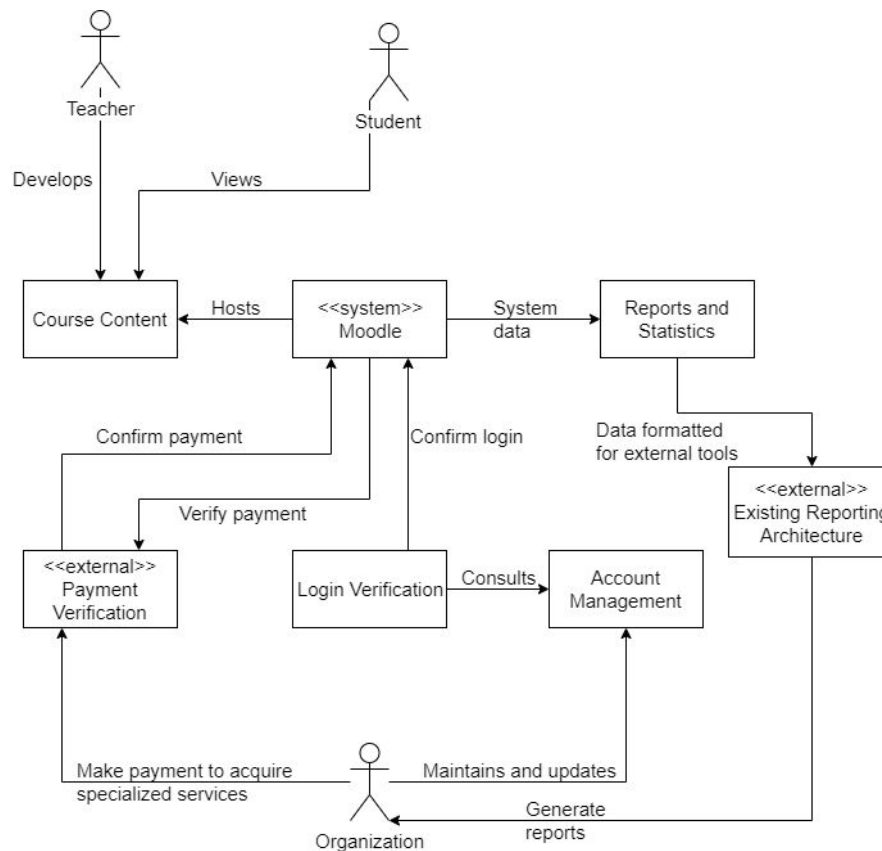 Teacher
Student
Develops
Views
Course Content
Hosts
<<system>>
Moodle
System
data
Reports and
Statistics
Confirm payment
Confirm login
Data formatted
for external tools
Verify payment
<<external>>
Existing Reporting
Architecture
<<external>>
Payment
Verification
Login Verification
Consults
Account
Management
Make payment to acquire
specialized services
Maintains and updates
Organization
Generate
reports